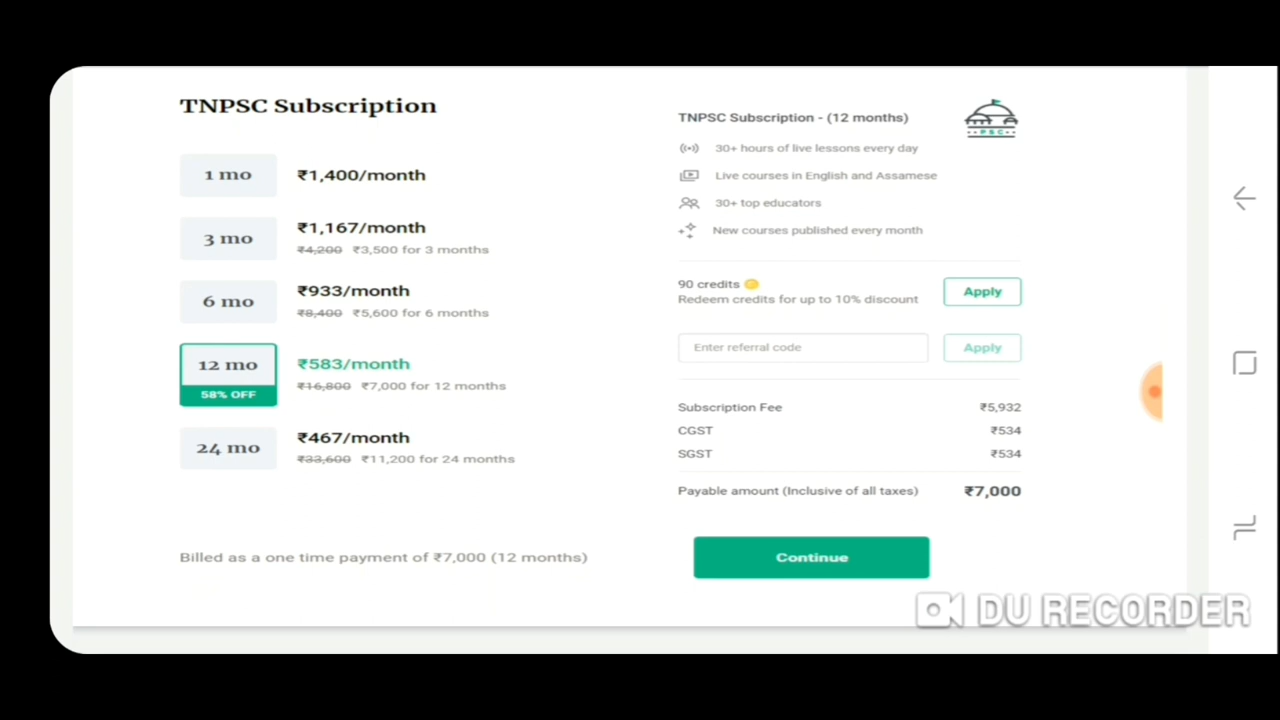 TNPSC Subscription
1 mo
₹1,400/month
3 mo
₹1,167/month
₹4,200 ₹3,500 for 3 months
6 mo
₹933/month
₹8,400 ₹5,600 for 6 months
12 mo
58% OFF
₹583/month
₹16,800 ₹7,000 for 12 months
24 mo
₹467/month
₹33,600 ₹11,200 for 24 months
Billed as a one time payment of ₹7,000 (12 months)
TNPSC Subscription - (12 months)
PSC
30+ hours of live lessons every day
Live courses in English and Assamese
30+ top educators
New courses published every month
90 credits
Redeem credits for up to 10% discount
Apply
Enter referral code
Apply
Subscription Fee ₹5,932
CGST ₹534
SGST ₹534
Payable amount (Inclusive of all taxes) ₹7,000
Continue
DU RECORDER